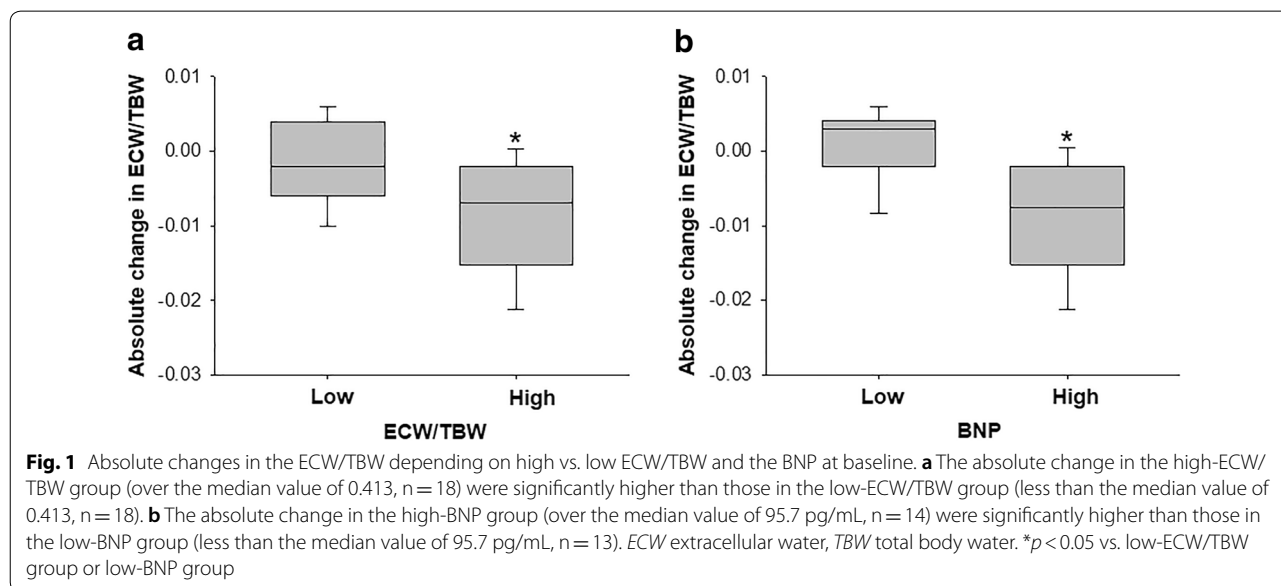 a
b
Absolute change in ECW/TBW
0.01
0.00
-0.01
-0.02
-0.03
*
Low
High
ECW/TBW
Absolute change in ECW/TBW
0.01
0.00
-0.01
-0.02
-0.03
*
Low
High
BNP
Fig. 1 Absolute changes in the ECW/TBW depending on high vs. low ECW/TBW and the BNP at baseline. a The absolute change in the high-ECW/
TBW group (over the median value of 0.413, n = 18) were significantly higher than those in the low-ECW/TBW group (less than the median value of
0.413, n = 18). b The absolute change in the high-BNP group (over the median value of 95.7 pg/mL, n = 14) were significantly higher than those in
the low-BNP group (less than the median value of 95.7 pg/mL, n = 13). ECW extracellular water, TBW total body water. *p < 0.05 vs. low-ECW/TBW
group or low-BNP group